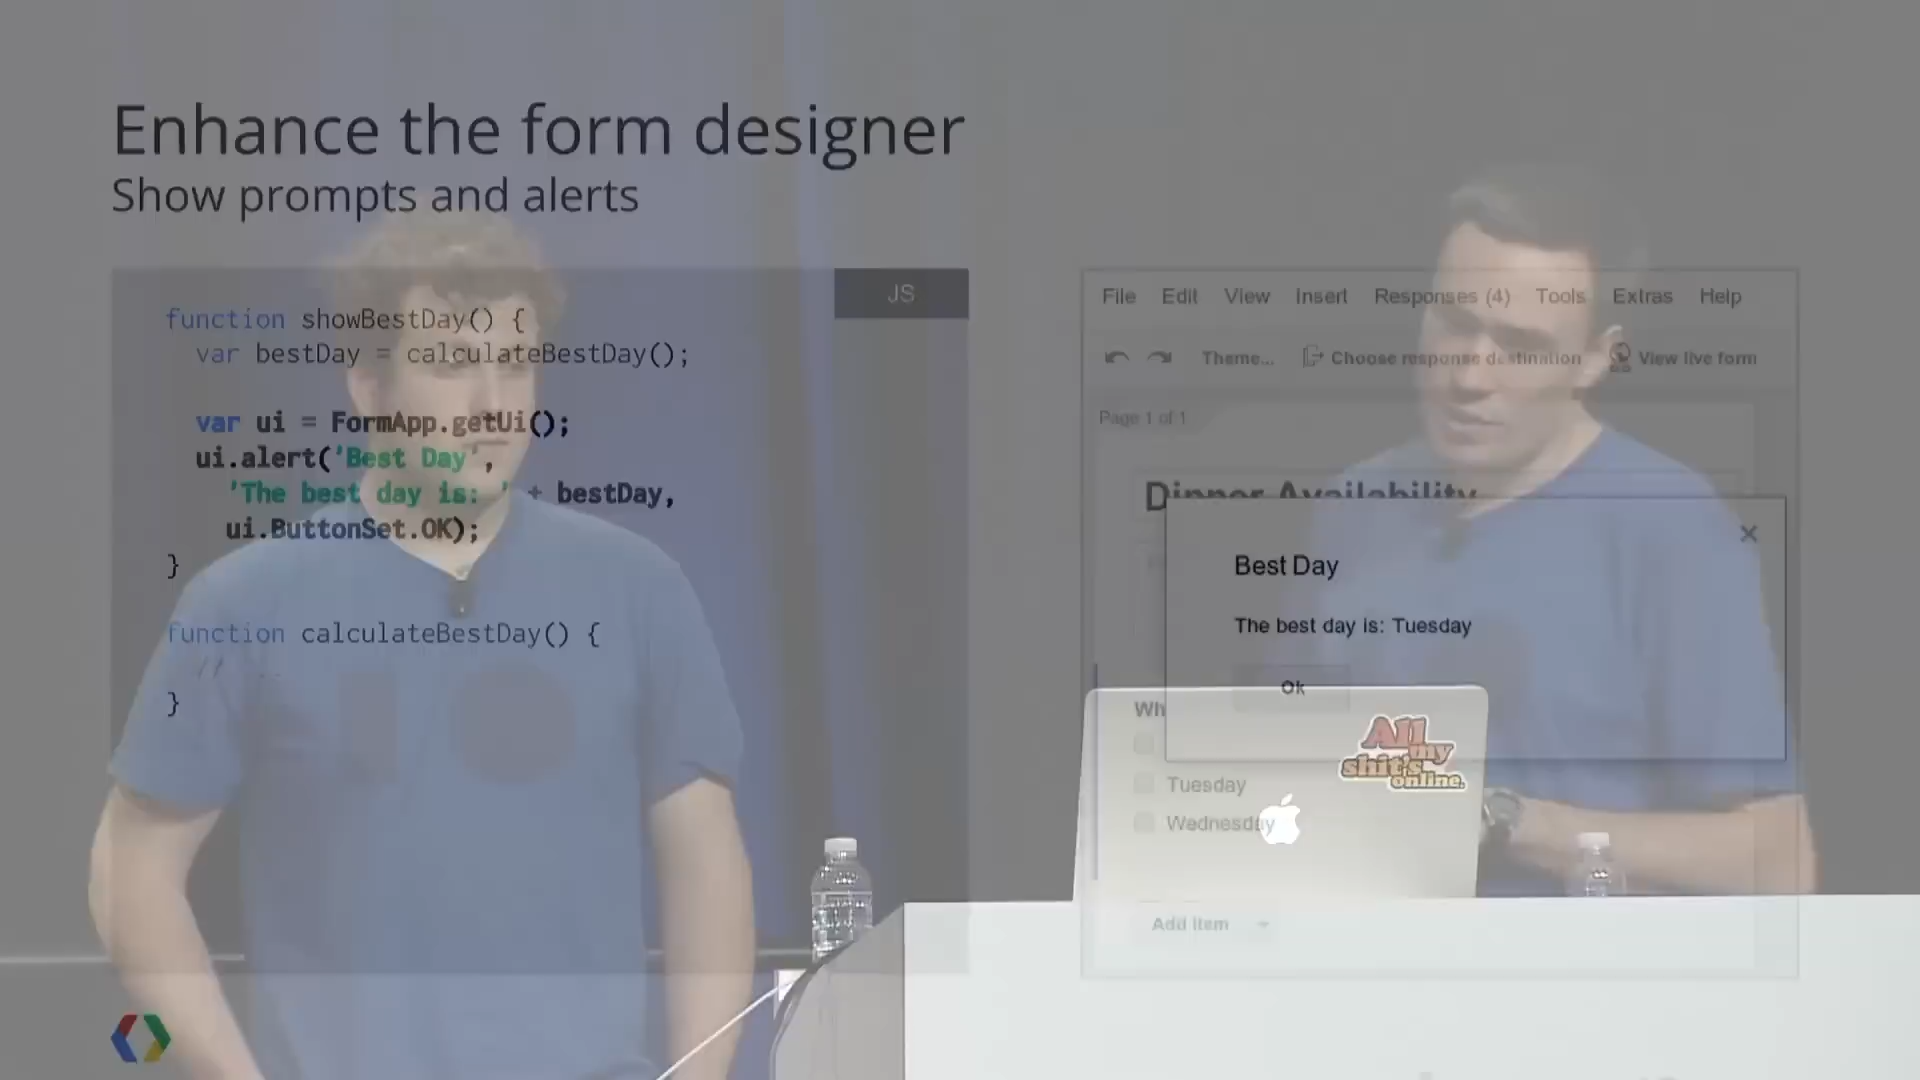 Enhance the form designer
Show prompts and alerts
JS
function showBestDay() {
var bestDay = calculateBestDay();
var ui = FormApp.getUi();
ui.alert('Best Day',
'The best day is: ' + bestDay,
ui.ButtonSet.OK);
}
function calculateBestDay() {
//
}
File Edit View Insert Responses (4) Tools Extras Help
Theme... Choose response destination View live form
Page 1 of 1
Dinner Availability
Best Day
The best day is: Tuesday
Ok
Wh
Tuesday
Wednesday
Add Item
All
my
shit's
online.